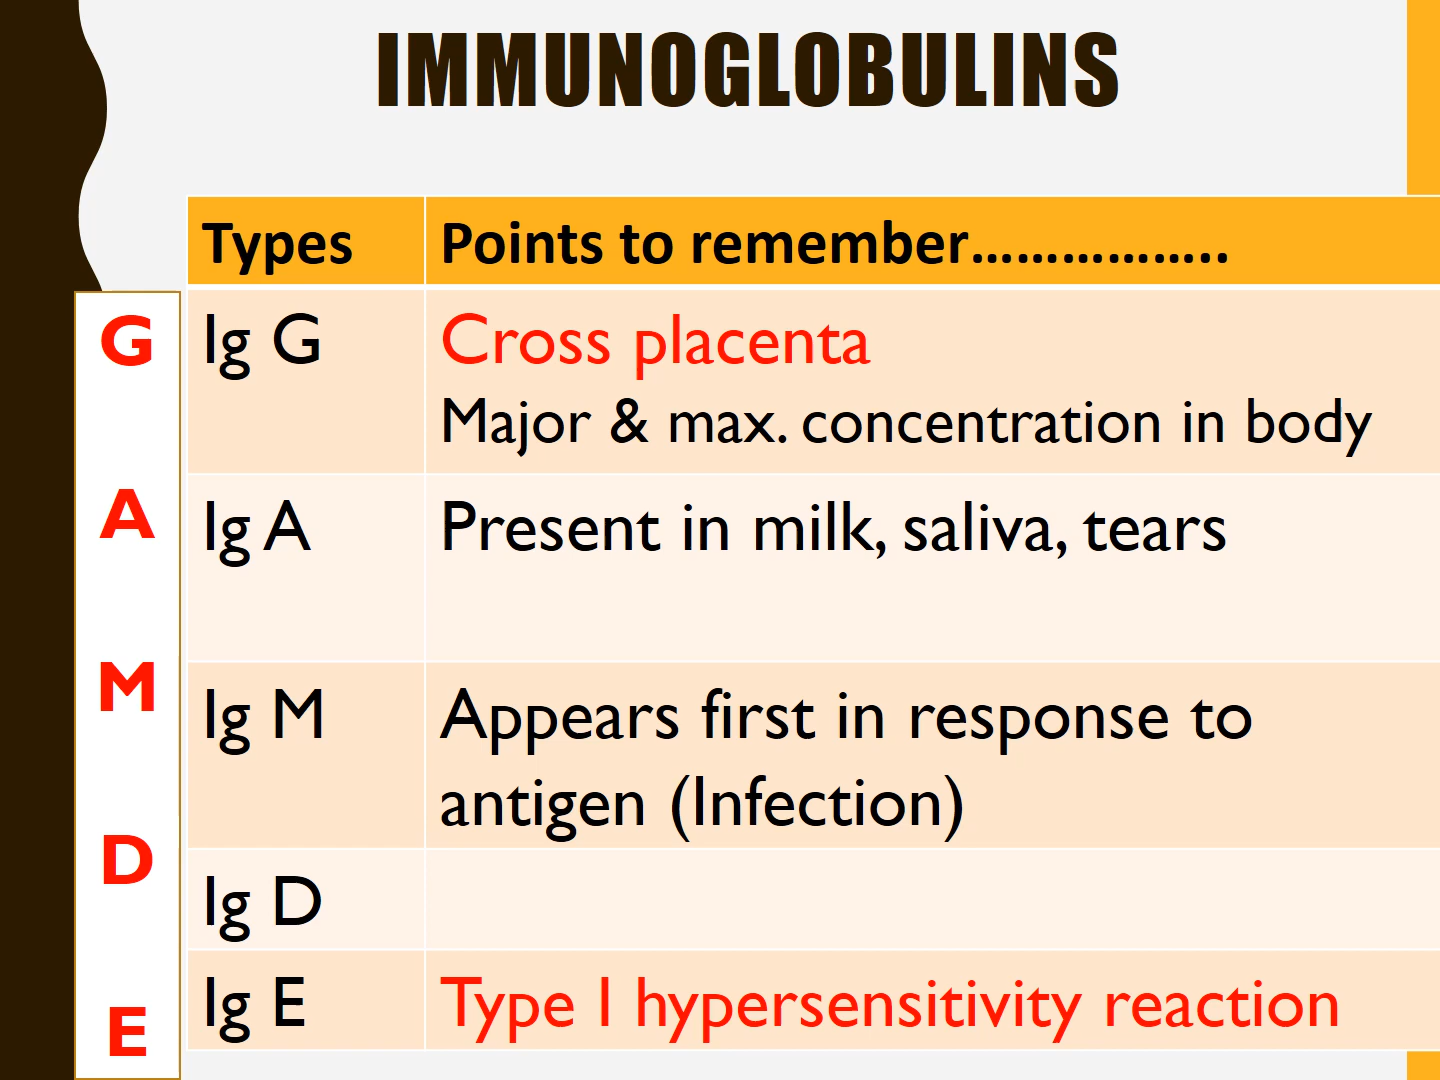 IMMUNOGLOBULINS
Types Points to remember……………..
G Ig G Cross placenta
Major & max. concentration in body
A Ig A Present in milk, saliva, tears
M Ig M Appears first in response to
antigen (Infection)
D Ig D
E Ig E Type I hypersensitivity reaction